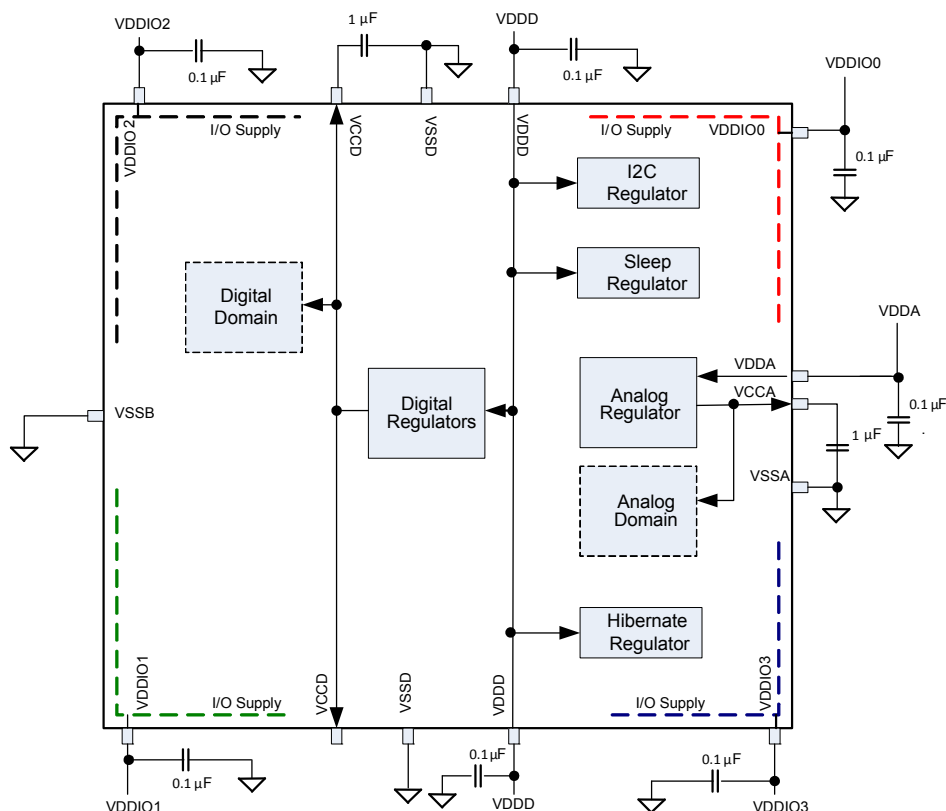 VDDIO2
1 µF
VDDD
0.1 µF
0.1 µF
VDDIO0
I/O Supply
I/O Supply
VDDIO0
VDDIO 2
VCCD
VSSD
VDDD
0.1 µF
I2C
Regulator
Sleep
Regulator
Digital
Domain
VDDA
VDDA
Analog
Regulator
VCCA
0.1 µF
.
Digital
Regulators
VSSB
1 µF
VSSA
Analog
Domain
Hibernate
Regulator
VDDIO1
VCCD
VSSD
VDDD
VDDIO3
I/O Supply
I/O Supply
0.1 µF
0.1 µF
0.1 µF
VDDIO1
VDDD
VDDIO3